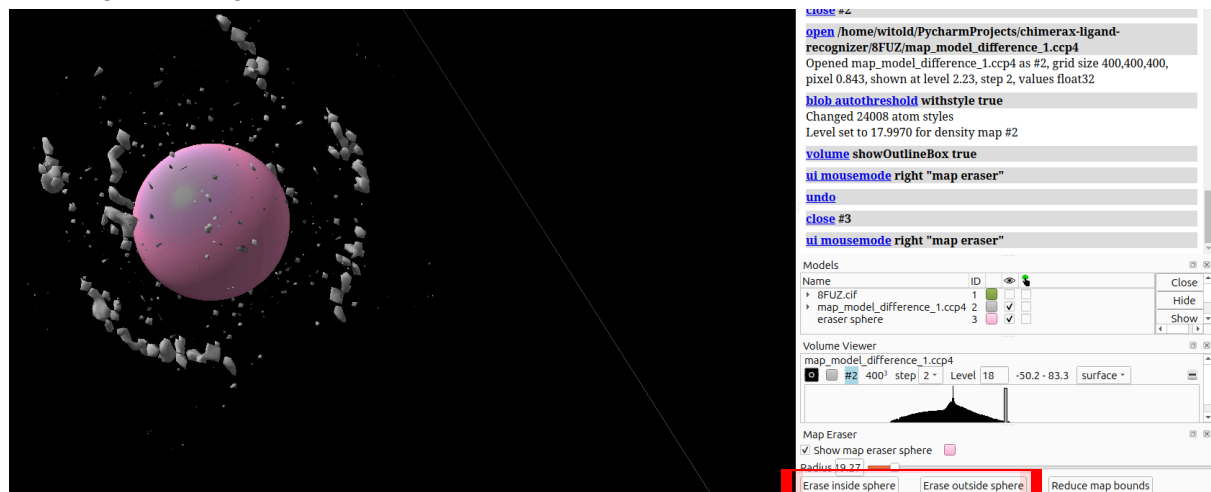 close #2
open /home/witold/PycharmProjects/chimerax-ligand-
recognizer/8FUZ/map_model_difference_1.ccp4
Opened map_model_difference_1.ccp4 as #2, grid size 400,400,400,
pixel 0.843, shown at level 2.23, step 2, values float32
blob autothreshold withstyle true
Changed 24008 atom styles
Level set to 17.9970 for density map #2
volume showOutlineBox true
ui mousemode right "map eraser"
undo
close #3
ui mousemode right "map eraser"
Models
Name ID
8FUZ.cif 1
map_model_difference_1.ccp4 2
eraser sphere 3
Close
Hide
Show
Volume Viewer
map_model_difference_1.ccp4
#2 400³ step 2 Level 18 -50.2 - 83.3 surface
Map Eraser
Show map eraser sphere
Radius 19.27
Erase inside sphere Erase outside sphere Reduce map bounds